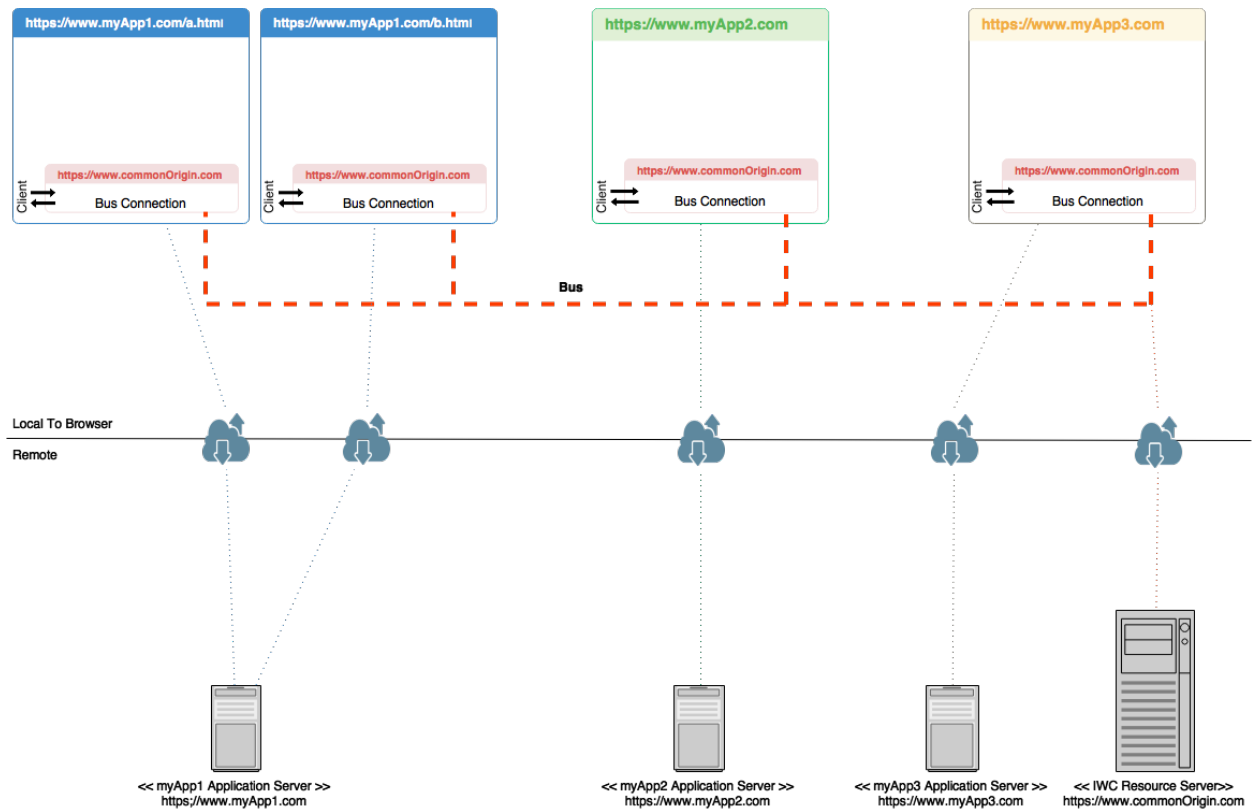 https://www.myApp1.com/a.html
https://www.myApp1.com/b.html
https://www.myApp2.com
https://www.myApp3.com
https://www.commonOrigin.com
Client
Bus Connection
https://www.commonOrigin.com
Client
Bus Connection
https://www.commonOrigin.com
Client
Bus Connection
https://www.commonOrigin.com
Client
Bus Connection
Bus
Local To Browser
Remote
<< myApp1 Application Server >>
https;//www.myApp1.com
<< myApp2 Application Server >>
https://www.myApp2.com
<< myApp3 Application Server >>
https://www.myApp3.com
<< IWC Resource Server>>
https://www.commonOrigin.com